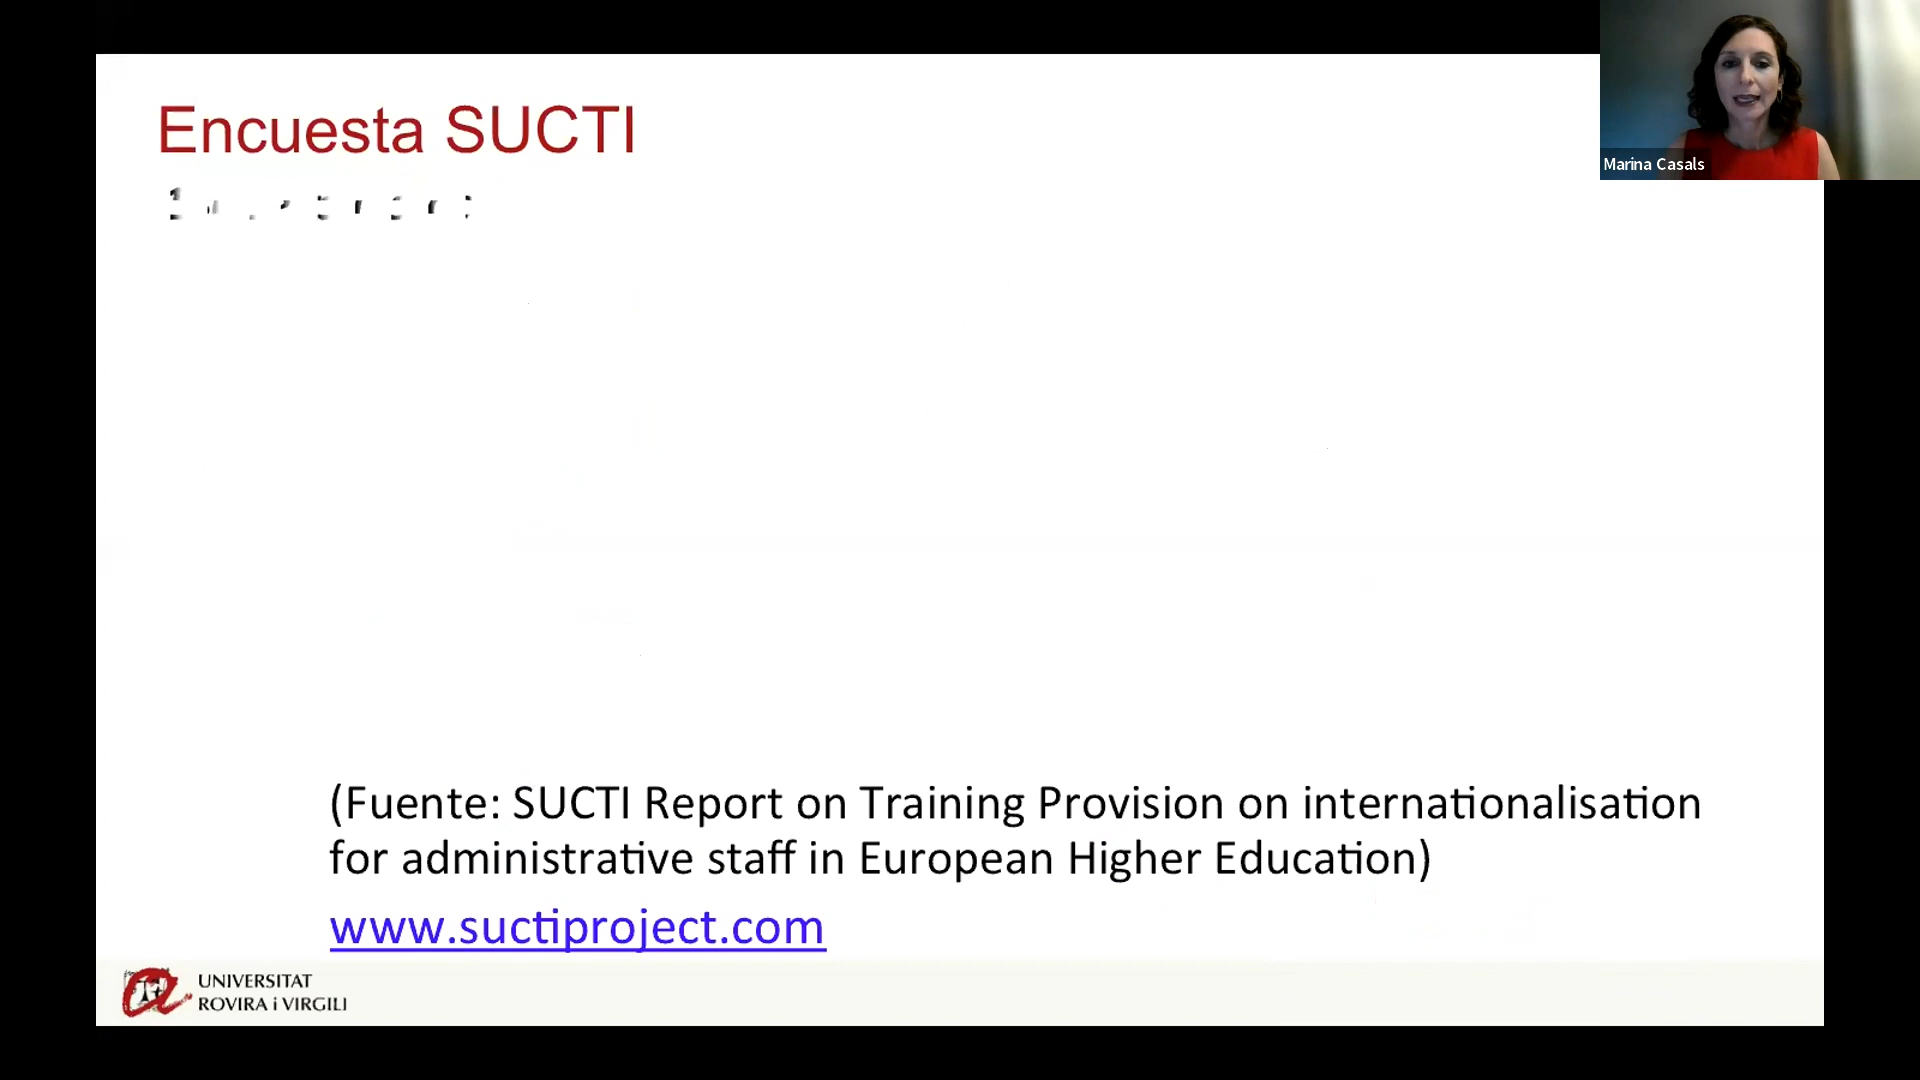 Marina Casals
Encuesta SUCTI
(Fuente: SUCTI Report on Training Provision on internationalisation
for administrative staff in European Higher Education)
www.suctiproject.com
UNIVERSITAT
ROVIRA i VIRGILI